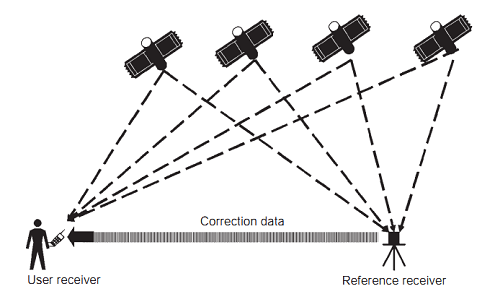 Correction data
User receiver
Reference receiver